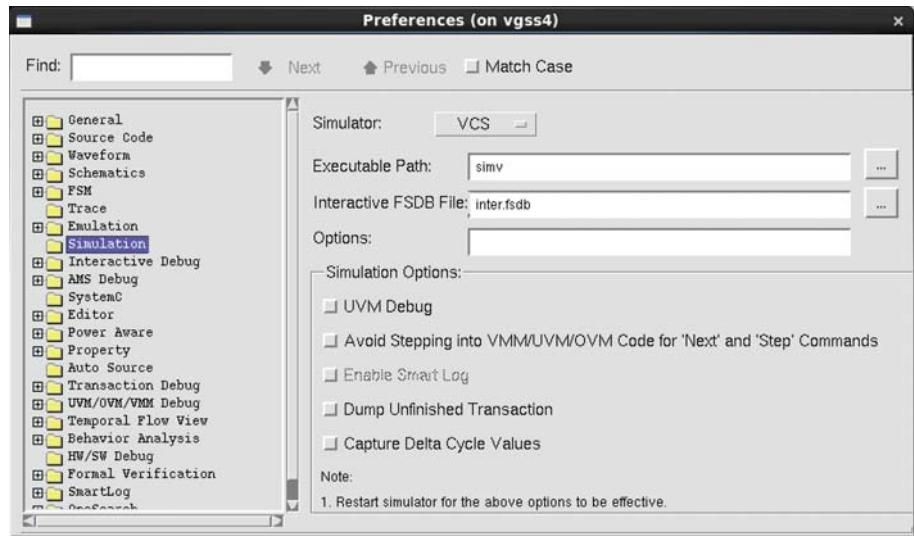 Preferences (on vgss4)
Find:
Next
Previous
Match Case
General
Source Code
Waveform
Schematics
FSM
Trace
Emulation
Simulation
Interactive Debug
AMS Debug
SystemC
Editor
Power Aware
Property
Auto Source
Transaction Debug
UVM/OVM/VMM Debug
Temporal Flow View
Behavior Analysis
HW/SW Debug
Formal Verification
SmartLog
OneSearch
Simulator: VCS
Executable Path: simv ...
Interactive FSDB File: inter.fsdb ...
Options:
Simulation Options:
UVM Debug
Avoid Stepping into VMM/UVM/OVM Code for 'Next' and 'Step' Commands
Enable Smart Log
Dump Unfinished Transaction
Capture Delta Cycle Values
Note:
1. Restart simulator for the above options to be effective.